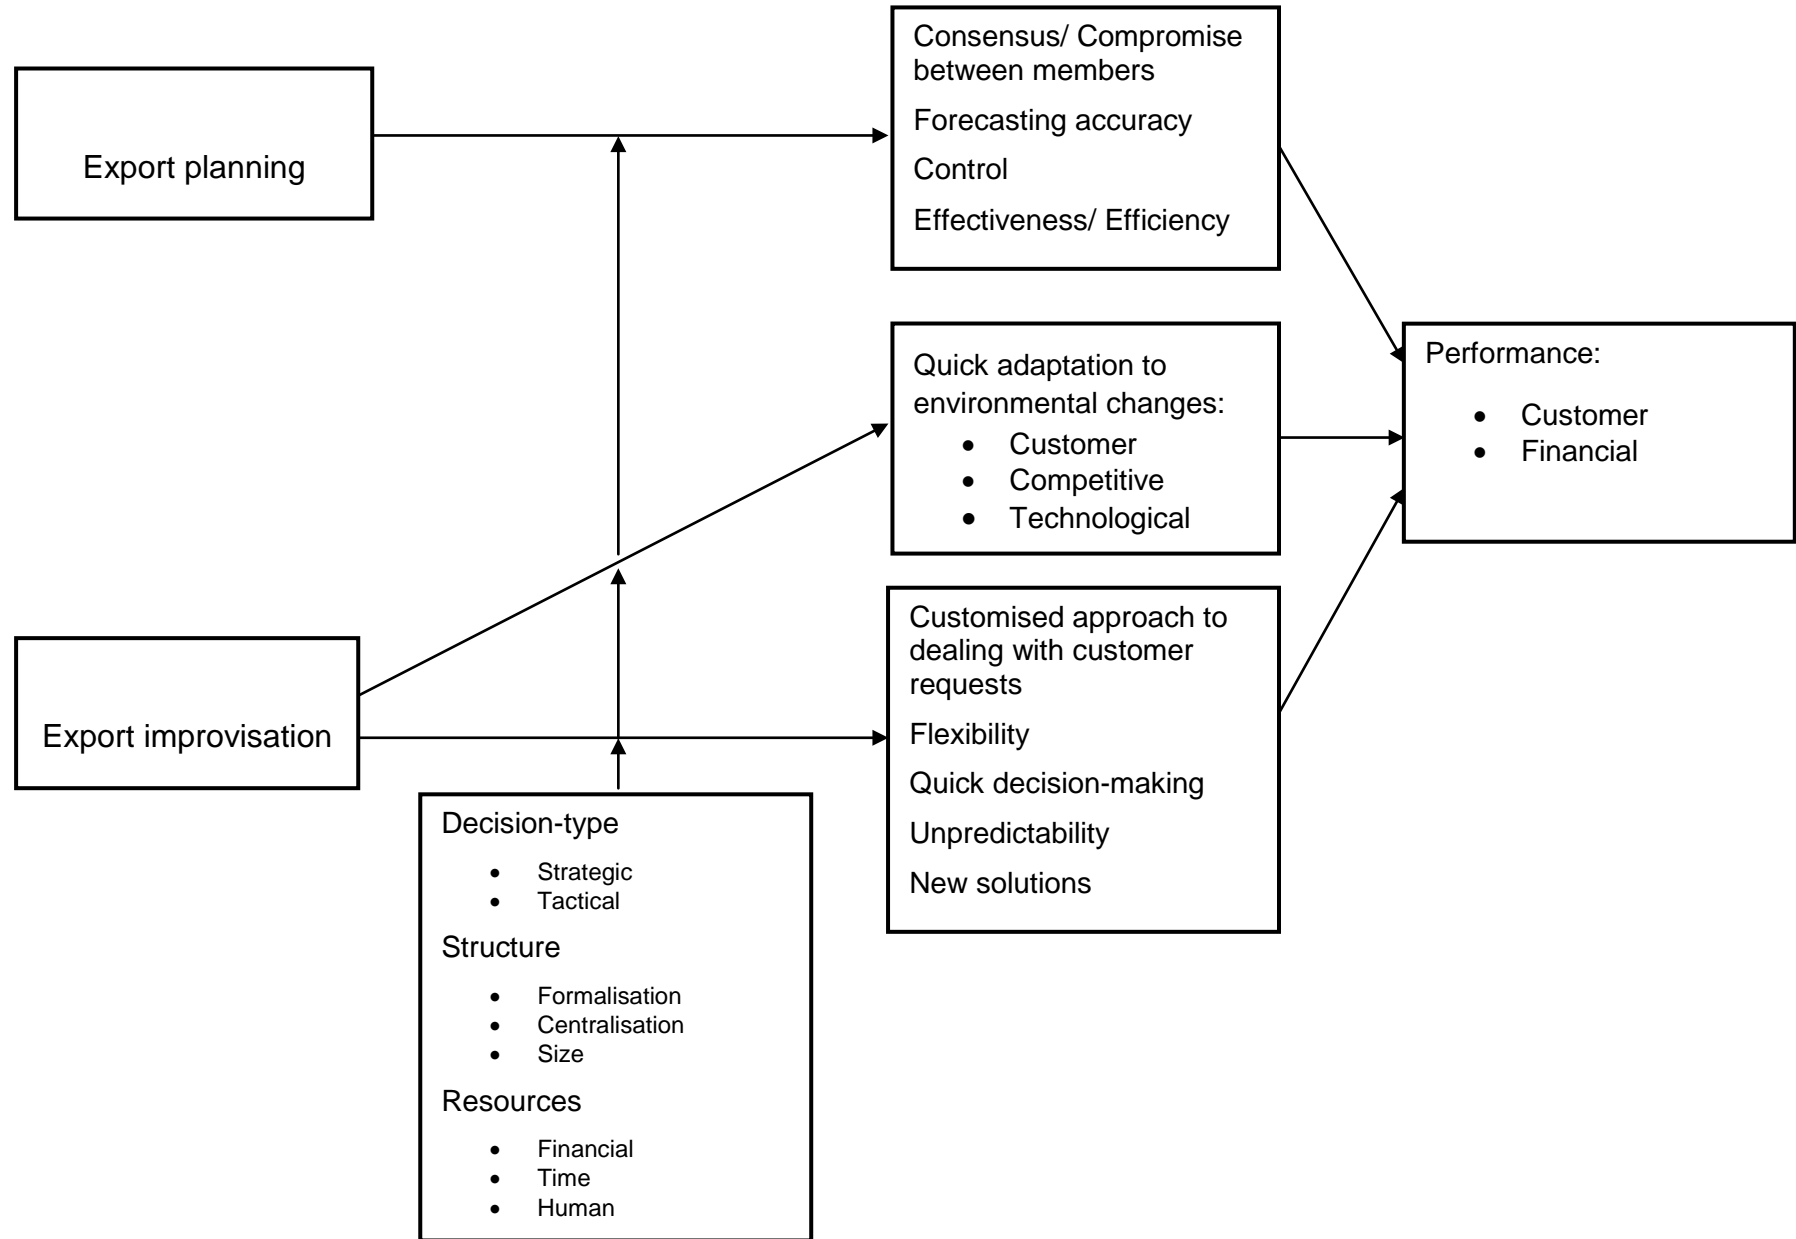 Export planning
Consensus/ Compromise
between members
Forecasting accuracy
Control
Effectiveness/ Efficiency
Quick adaptation to
environmental changes:
• Customer
• Competitive
• Technological
Performance:
• Customer
• Financial
Export improvisation
Customised approach to
dealing with customer
requests
Flexibility
Quick decision-making
Unpredictability
New solutions
Decision-type
• Strategic
• Tactical
Structure
• Formalisation
• Centralisation
• Size
Resources
• Financial
• Time
• Human